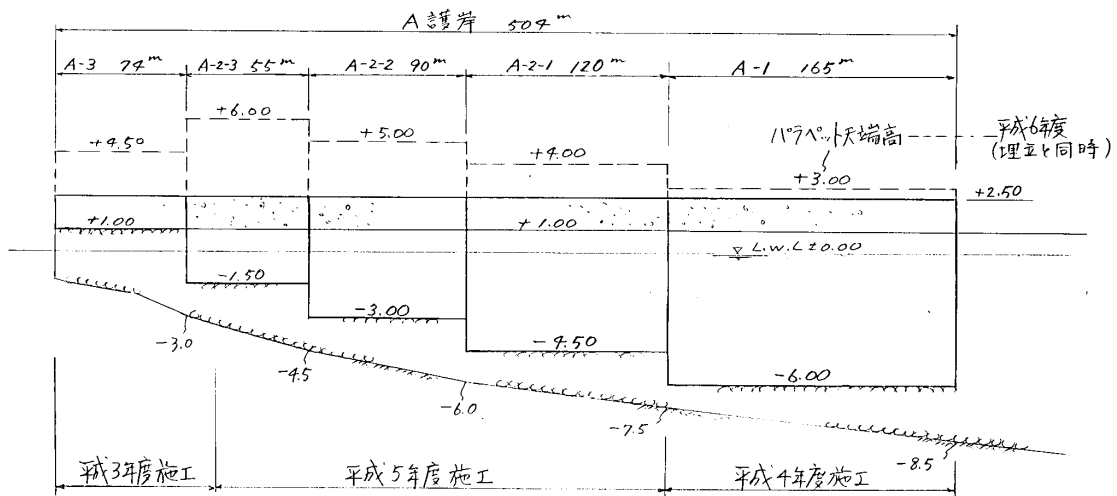 A護岸 504m
A-3 74m
A-2-3 55m
A-2-2 90m
A-2-1 120m
A-1 165m
+6.00
+5.00
+4.50
+4.00
パラペット天端高
平成6年度
(埋立と同時)
+3.00
+2.50
+1.00
+1.00
L.W.L±0.00
-1.50
-3.00
-4.50
-6.00
-3.0
-4.5
-6.0
-7.5
-8.5
平成3年度施工
平成5年度施工
平成4年度施工